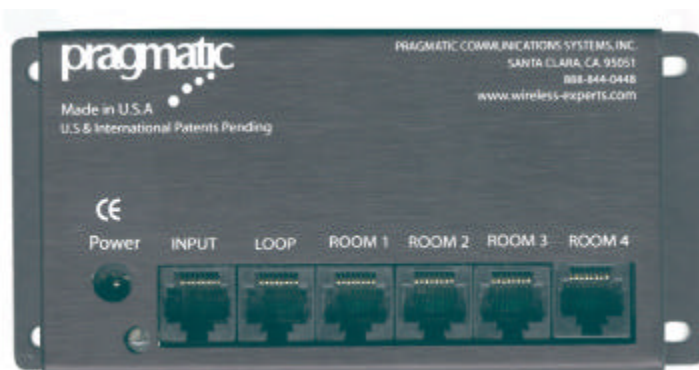 pragmatic
Made in U.S.A
U.S & International Patents Pending
PRAGMATIC COMMUNICATIONS SYSTEMS, INC.
SANTA CLARA, CA. 95051
888-844-0448
www.wireless-experts.com
CE
Power INPUT LOOP ROOM 1 ROOM 2 ROOM 3 ROOM 4